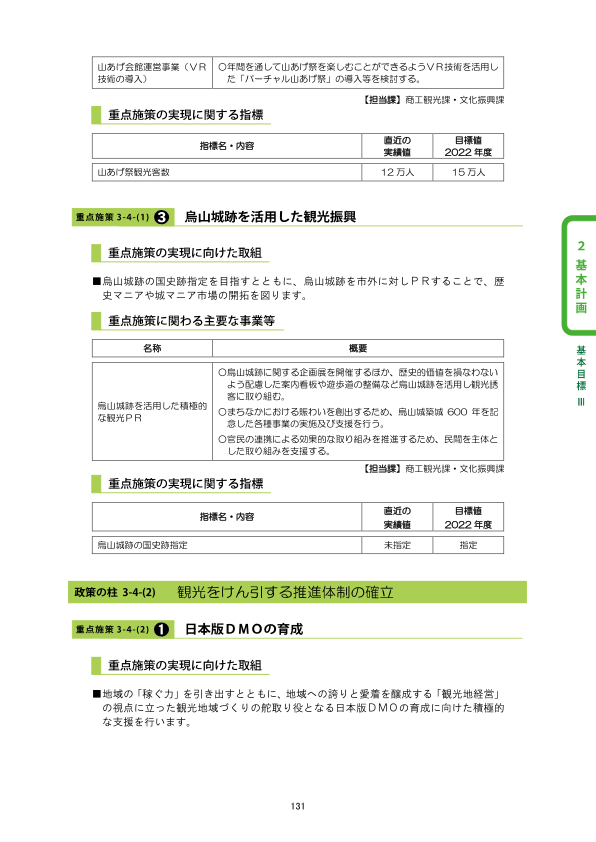 山あげ会館運営事業（ＶＲ
技術の導入）
○年間を通して山あげ祭を楽しむことができるようＶＲ技術を活用し
た「バーチャル山あげ祭」の導入等を検討する。
【担当課】商工観光課・文化振興課
重点施策の実現に関する指標
指標名・内容
直近の
実績値
目標値
2022 年度
山あげ祭観光客数
12 万人
15 万人
重点施策 3-4-(1) ❸ 烏山城跡を活用した観光振興
重点施策の実現に向けた取組
■烏山城跡の国史跡指定を目指すとともに、烏山城跡を市外に対しＰＲすることで、歴
史マニアや城マニア市場の開拓を図ります。
重点施策に関わる主要な事業等
名称
概要
烏山城跡を活用した積極的
な観光ＰＲ
○烏山城跡に関する企画展を開催するほか、歴史的価値を損なわない
よう配慮した案内看板や遊歩道の整備など烏山城跡を活用し観光誘
客に取り組む。
○まちなかにおける賑わいを創出するため、烏山城築城 600 年を記
念した各種事業の実施及び支援を行う。
○官民の連携による効果的な取り組みを推進するため、民間を主体と
した取り組みを支援する。
【担当課】商工観光課・文化振興課
重点施策の実現に関する指標
指標名・内容
直近の
実績値
目標値
2022 年度
烏山城跡の国史跡指定
未指定
指定
政策の柱 3-4-(2) 観光をけん引する推進体制の確立
重点施策 3-4-(2) ❶ 日本版ＤＭＯの育成
重点施策の実現に向けた取組
■地域の「稼ぐ力」を引き出すとともに、地域への誇りと愛着を醸成する「観光地経営」
の視点に立った観光地域づくりの舵取り役となる日本版ＤＭＯの育成に向けた積極的
な支援を行います。
2 基本計画
基本目標 Ⅲ
131